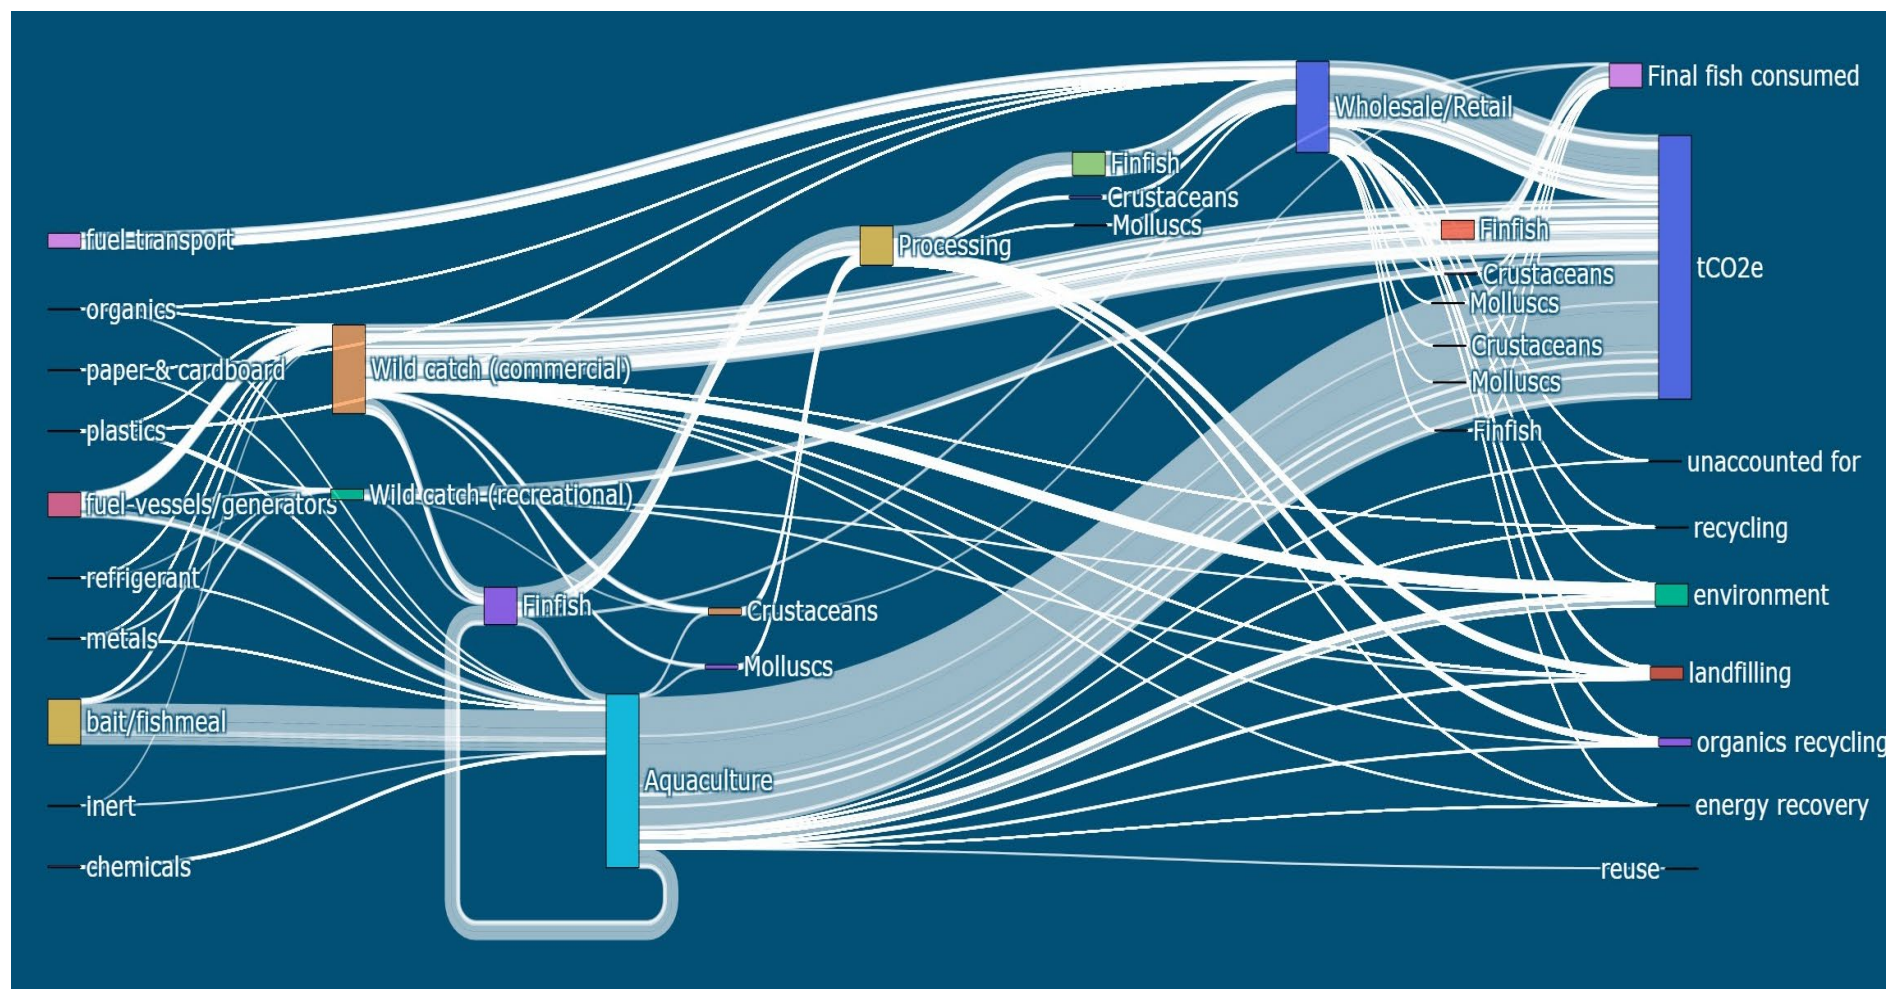 Final fish consumed
Wholesale/Retail
Finfish
Crustaceans
Molluscs
fuel-transport
Processing
Finfish
tCO2e
Crustaceans
Molluscs
organics
Crustaceans
paper & cardboard
Wild catch (commercial)
Molluscs
plastics
Finfish
unaccounted for
fuel-vessels/generators
Wild catch (recreational)
recycling
refrigerant
Finfish
Crustaceans
environment
metals
Molluscs
landfilling
bait/fishmeal
organics recycling
Aquaculture
inert
energy recovery
chemicals
reuse